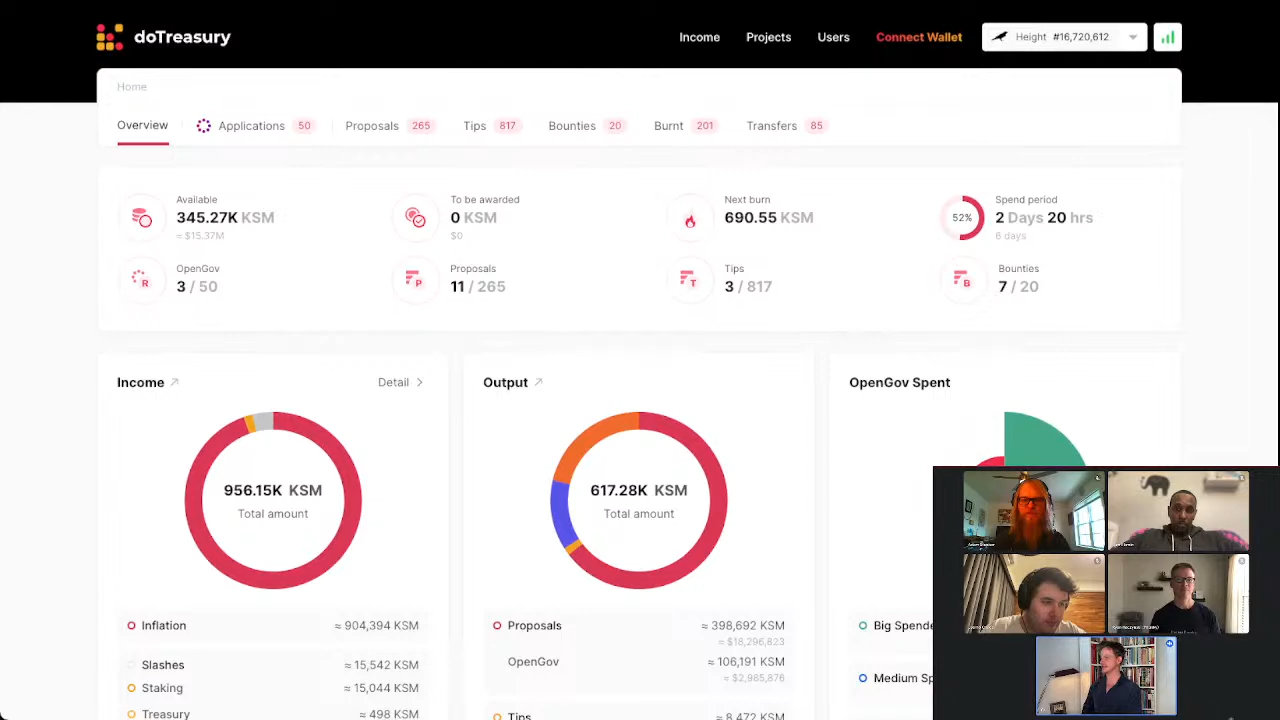 doTreasury
Income Projects Users Connect Wallet Height #16,720,612
Home
Overview Applications 50 Proposals 265 Tips 817 Bounties 20 Burnt 201 Transfers 85
Available To be awarded Next burn Spend period
345.27K KSM 0 KSM 690.55 KSM 52% 2 Days 20 hrs
≈ $15.37M $0 6 days
OpenGov Proposals Tips Bounties
R 3 / 50 P 11 / 265 T 3 / 817 B 7 / 20
Income Detail Output OpenGov Spent
956.15K KSM 617.28K KSM
Total amount Total amount
Inflation ≈ 904,394 KSM Proposals ≈ 398,692 KSM Big Spende
≈ $18,296,823
Slashes ≈ 15,542 KSM OpenGov ≈ 106,191 KSM
≈ $2,985,876 Medium Sp
Staking ≈ 15,044 KSM
Treasury ≈ 498 KSM Tips ≈ 8,472 KSM